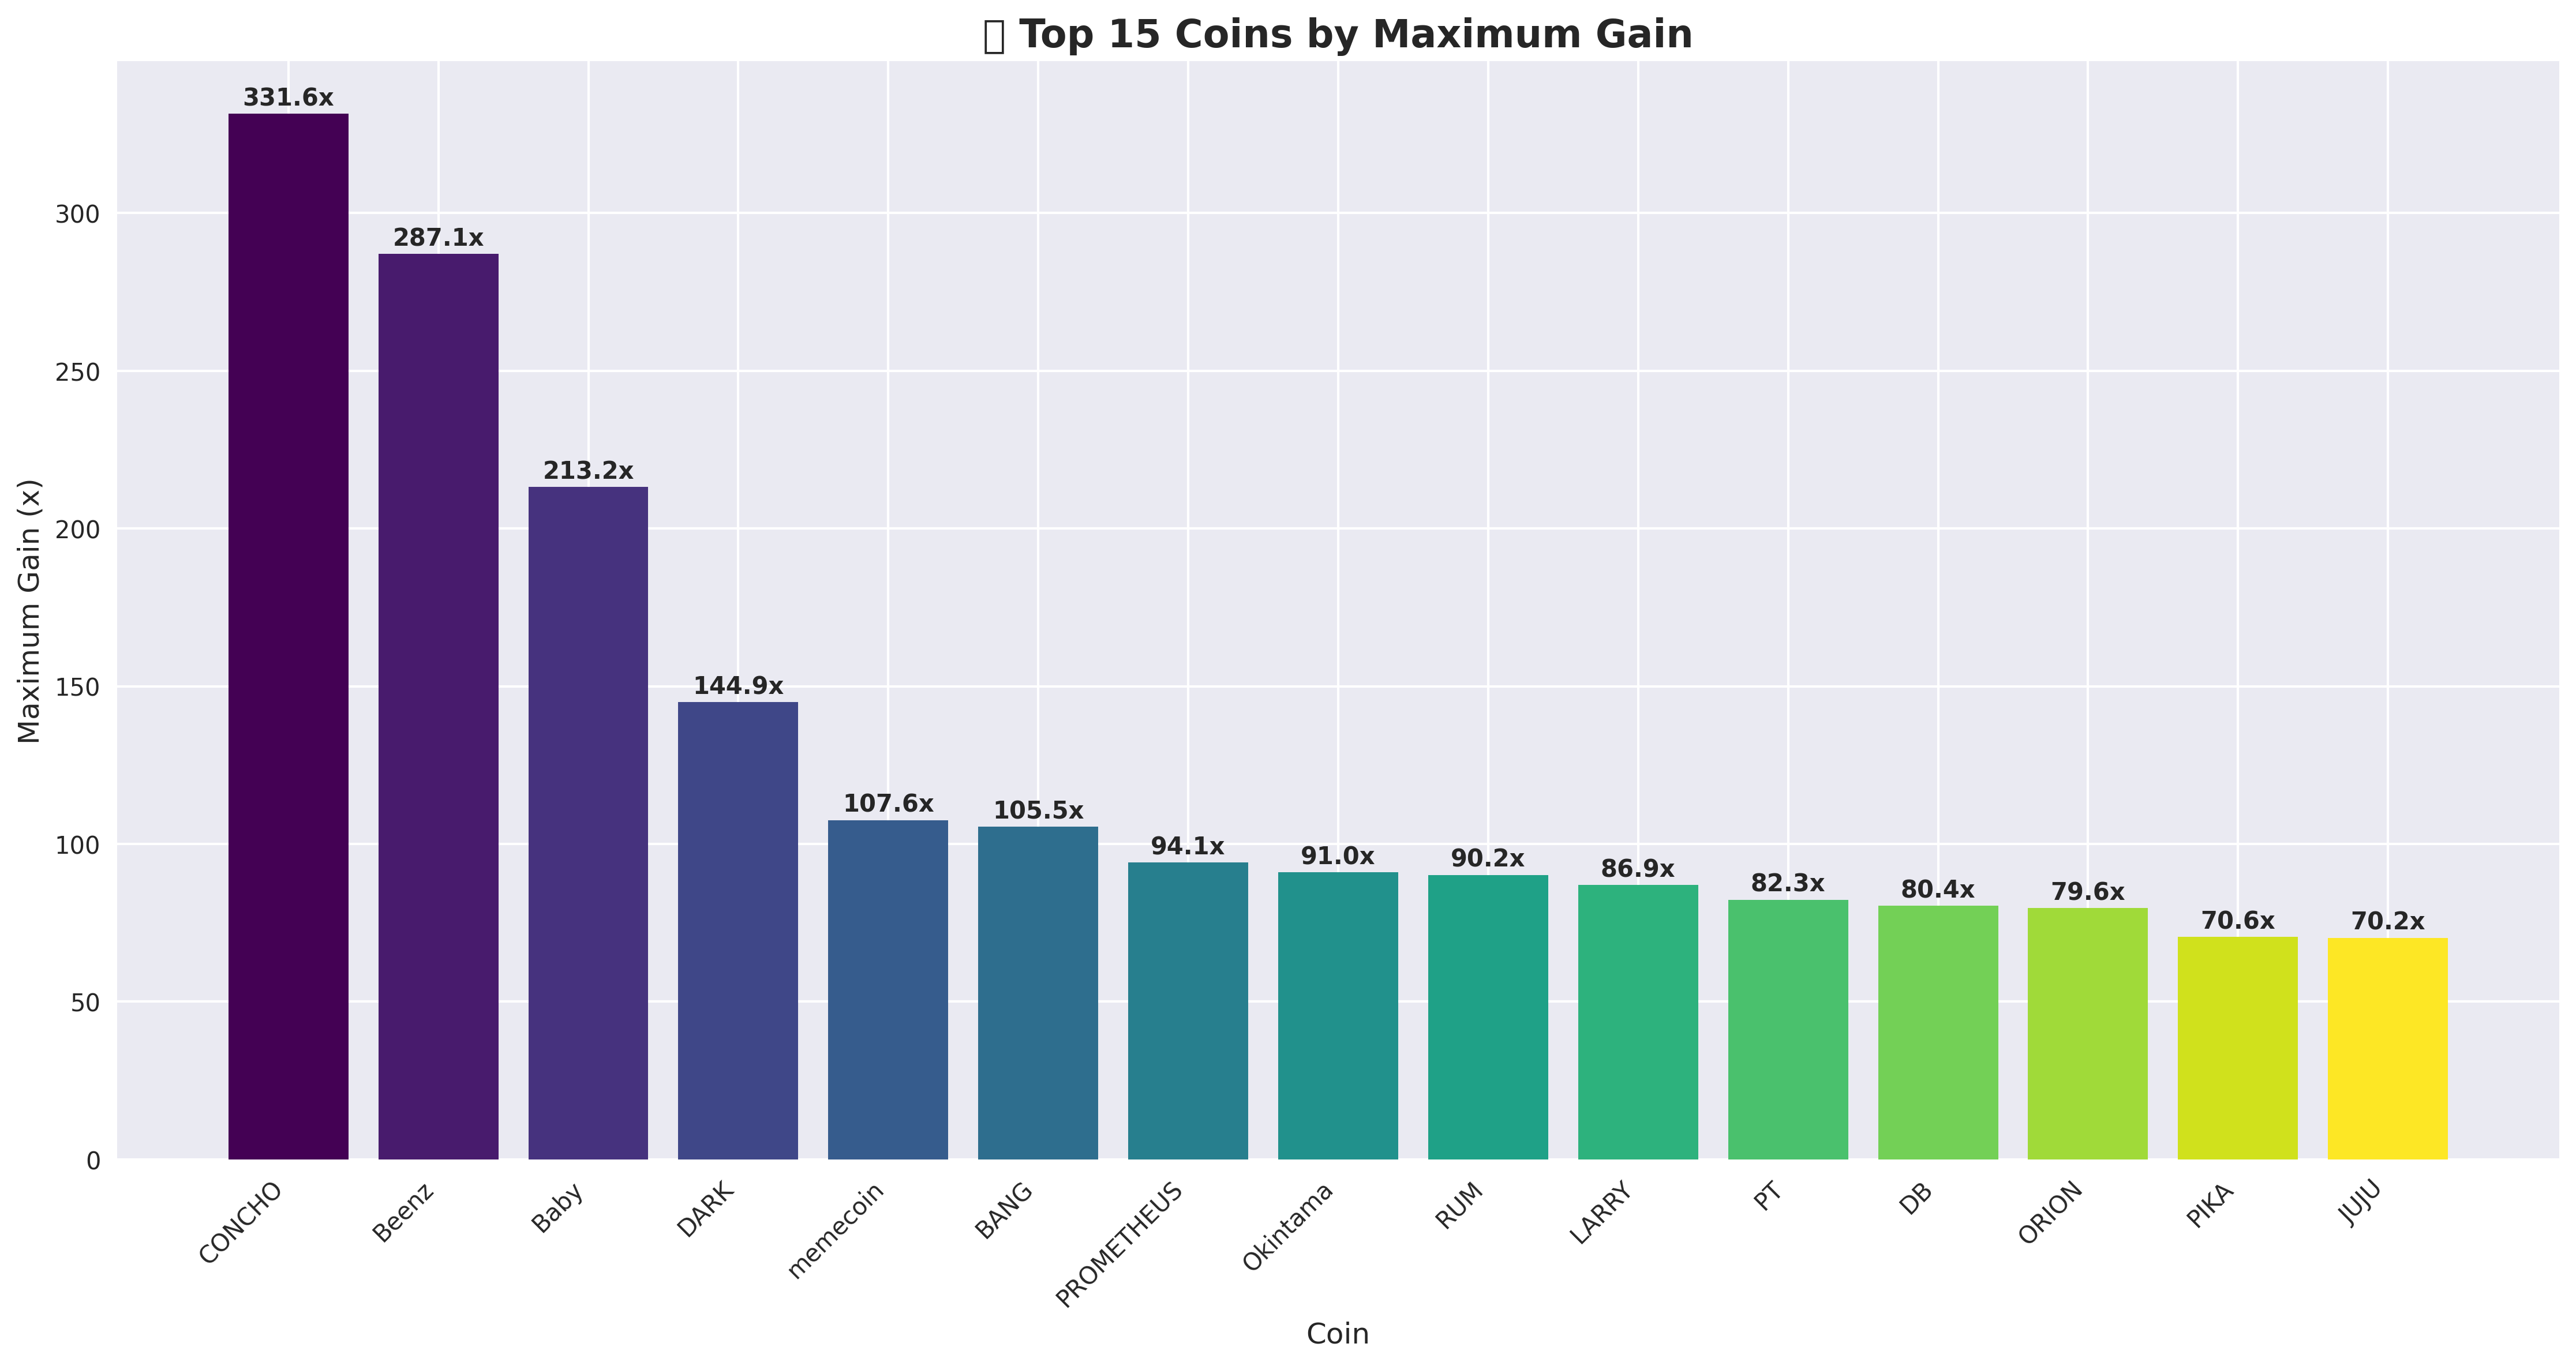 Top 15 Coins by Maximum Gain
Maximum Gain (x)
300
250
200
150
100
50
0
331.6x
287.1x
213.2x
144.9x
107.6x
105.5x
94.1x
91.0x
90.2x
86.9x
82.3x
80.4x
79.6x
70.6x
70.2x
CONCHO
Beenz
Baby
DARK
memecoin
BANG
PROMETHEUS
Okintama
RUM
LARRY
PT
DB
ORION
PIKA
JUJU
Coin